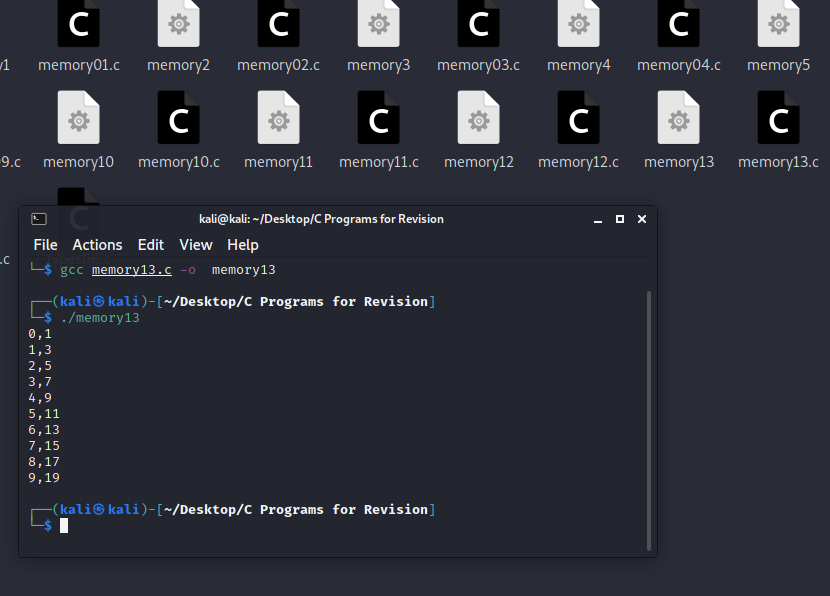 y1 memory01.c memory2 memory02.c memory3 memory03.c memory4 memory04.c memory5
09.c memory10 memory10.c memory11 memory11.c memory12 memory12.c memory13 memory13.c
.c
kali@kali: ~/Desktop/C Programs for Revision
File Actions Edit View Help
└─$ gcc memory13.c -o  memory13
┌──(kali㉿kali)-[~/Desktop/C Programs for Revision]
└─$ ./memory13
0,1
1,3
2,5
3,7
4,9
5,11
6,13
7,15
8,17
9,19
┌──(kali㉿kali)-[~/Desktop/C Programs for Revision]
└─$